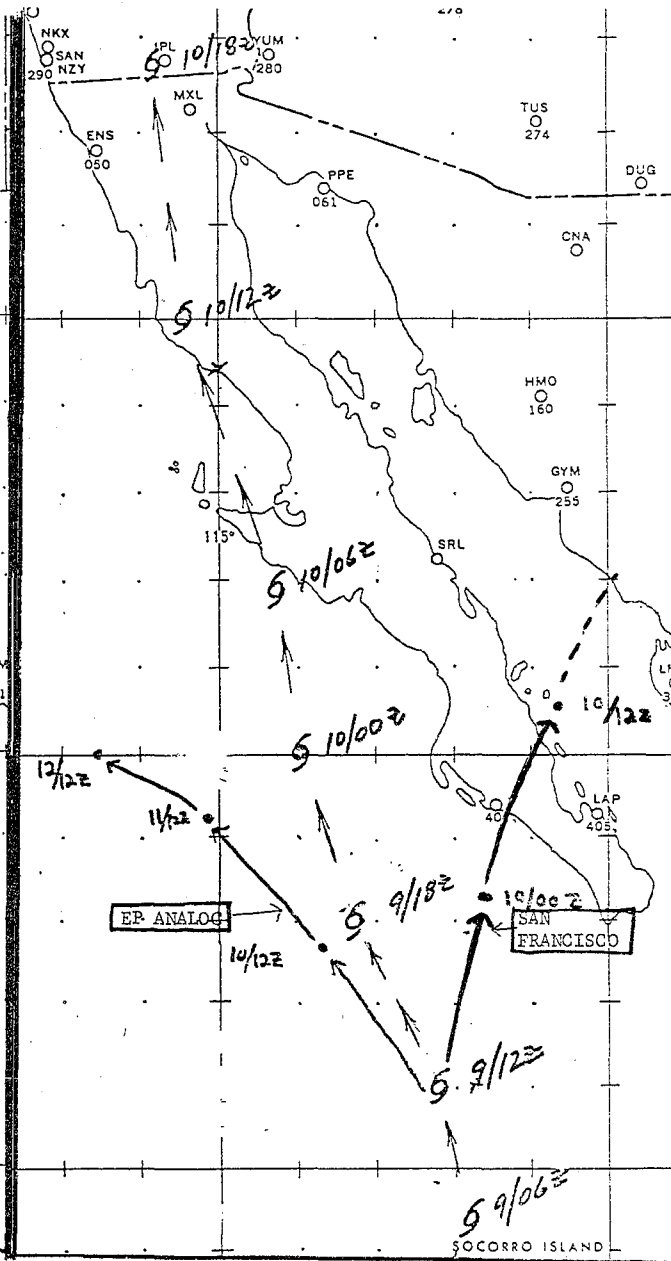 NKX
SAN
290 NZY
IPL
10/18Z
YUM
280
MXL
TUS
274
ENS
050
PPE
061
DUG
CNA
10/12Z
HMO
160
GYM
255
115°
SRL
10/06Z
10/12Z
10/00Z
12/12Z
11/12Z
40
LAP
405
9/18Z
10/00Z
EP ANALOG
SAN
FRANCISCO
10/12Z
9/12Z
9/06Z
SOCORRO ISLAND